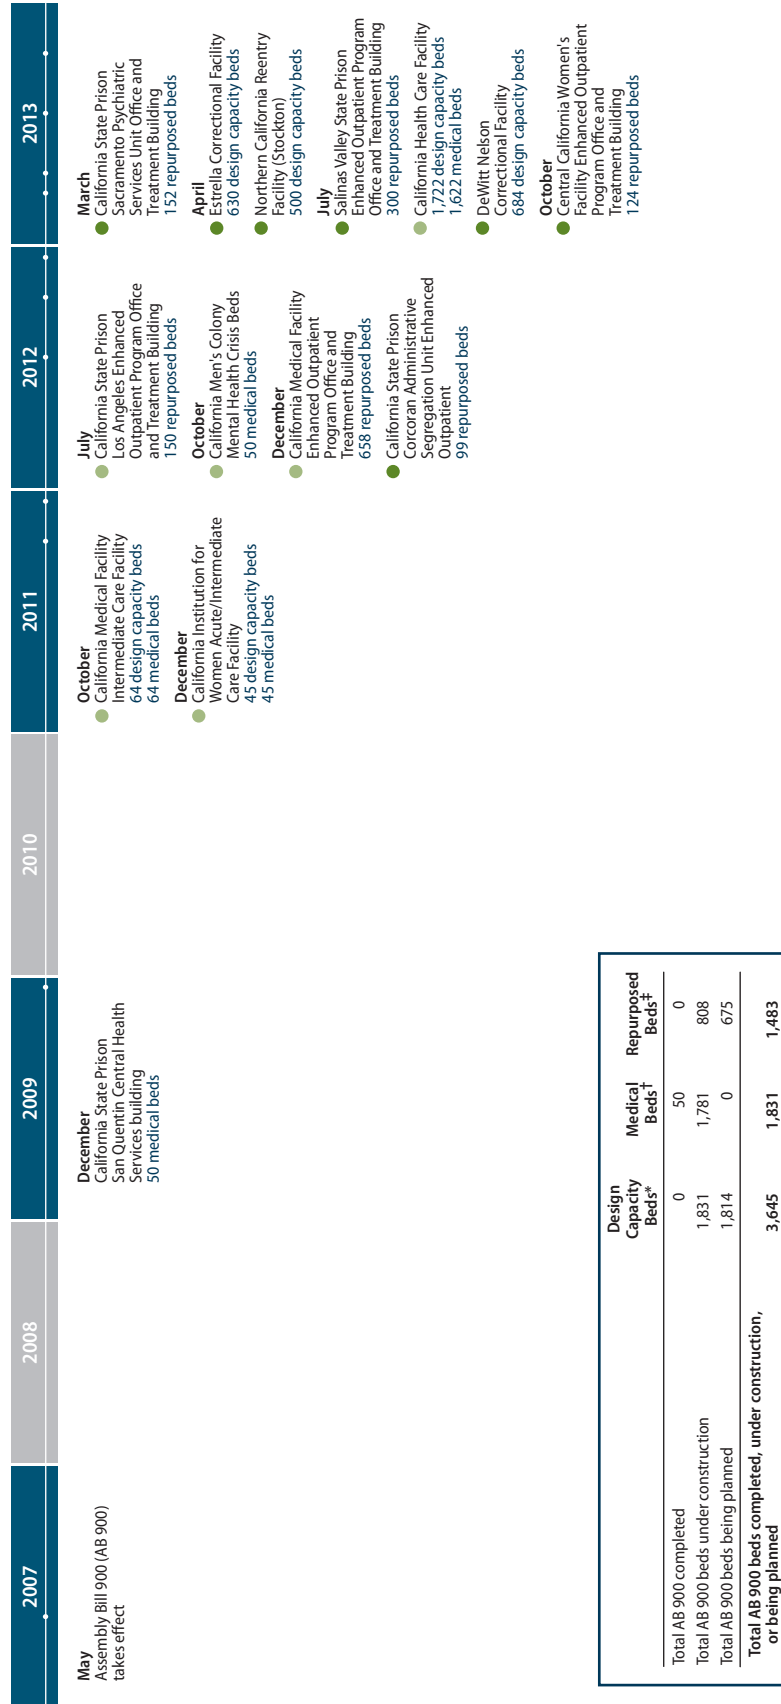 2007
2008
2009
2010
2011
2012
2013
May
Assembly Bill 900 (AB 900)
takes effect
December
California State Prison
San Quentin Central Health
Services building
50 medical beds
October
California Medical Facility
Intermediate Care Facility
64 design capacity beds
64 medical beds
December
California Institution for
Women Acute/Intermediate
Care Facility
45 design capacity beds
45 medical beds
July
California State Prison
Los Angeles Enhanced
Outpatient Program Office
and Treatment Building
150 repurposed beds
October
California Men's Colony
Mental Health Crisis Beds
50 medical beds
December
California Medical Facility
Enhanced Outpatient
Program Office and
Treatment Building
658 repurposed beds
California State Prison
Corcoran Administrative
Segregation Unit Enhanced
Outpatient
99 repurposed beds
March
California State Prison
Sacramento Psychiatric
Services Unit Office and
Treatment Building
152 repurposed beds
April
Estrella Correctional Facility
630 design capacity beds
Northern California Reentry
Facility (Stockton)
500 design capacity beds
July
Salinas Valley State Prison
Enhanced Outpatient Program
Office and Treatment Building
300 repurposed beds
California Health Care Facility
1,722 design capacity beds
1,622 medical beds
DeWitt Nelson
Correctional Facility
684 design capacity beds
October
Central California Women's
Facility Enhanced Outpatient
Program Office and
Treatment Building
124 repurposed beds
Design
Capacity Medical Repurposed
Beds* Beds† Beds‡
Total AB 900 completed 0 50 0
Total AB 900 beds under construction 1,831 1,781 808
Total AB 900 beds being planned 1,814 0 675
Total AB 900 beds completed, under construction,
or being planned 3,645 1,831 1,483